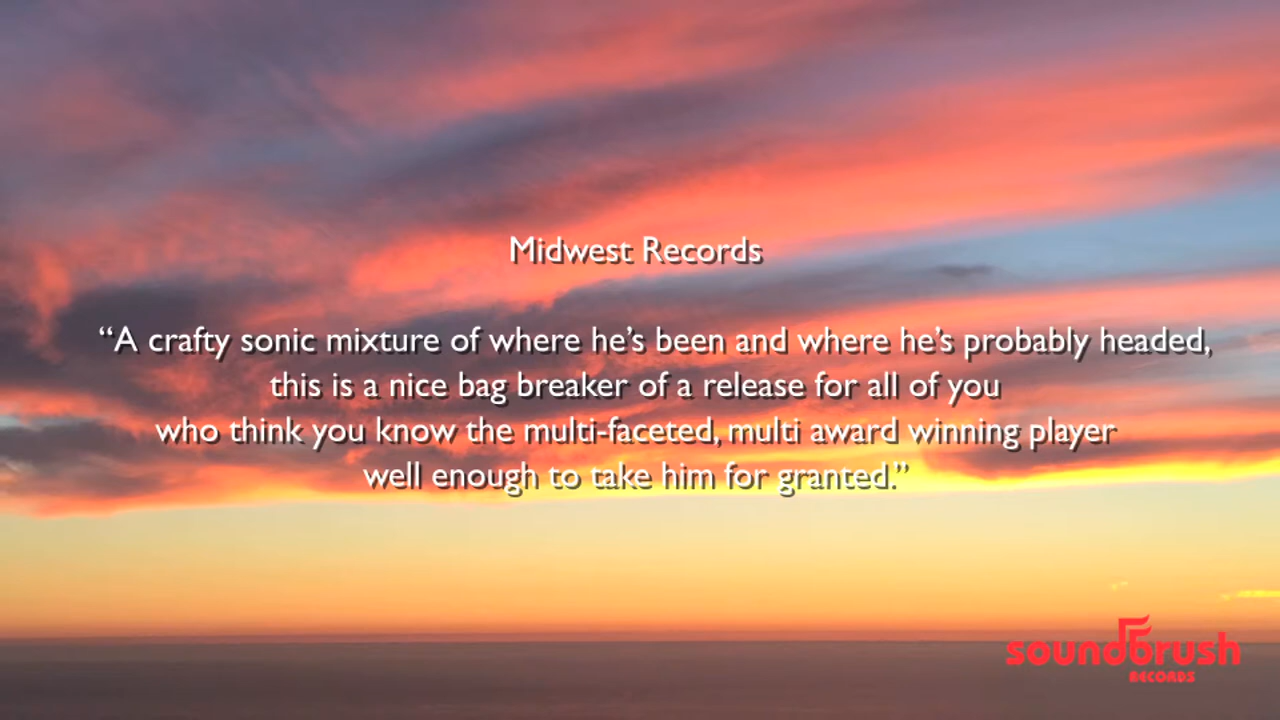 Midwest Records
“A crafty sonic mixture of where he’s been and where he’s probably headed,
this is a nice bag breaker of a release for all of you
who think you know the multi-faceted, multi award winning player
well enough to take him for granted.”
soundbrush
RECORDS